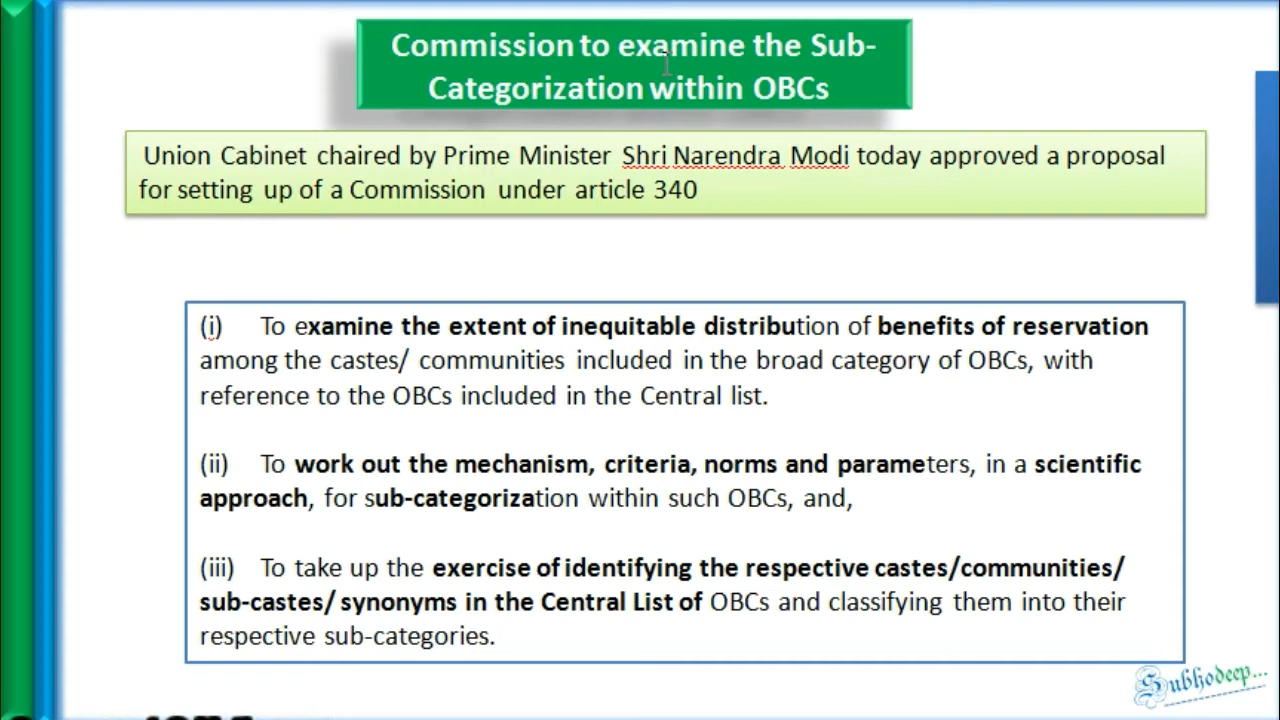 Commission to examine the Sub-
Categorization within OBCs
Union Cabinet chaired by Prime Minister Shri Narendra Modi today approved a proposal
for setting up of a Commission under article 340
(i) To examine the extent of inequitable distribution of benefits of reservation
among the castes/ communities included in the broad category of OBCs, with
reference to the OBCs included in the Central list.
(ii) To work out the mechanism, criteria, norms and parameters, in a scientific
approach, for sub-categorization within such OBCs, and,
(iii) To take up the exercise of identifying the respective castes/communities/
sub-castes/ synonyms in the Central List of OBCs and classifying them into their
respective sub-categories.
Subhodeep...